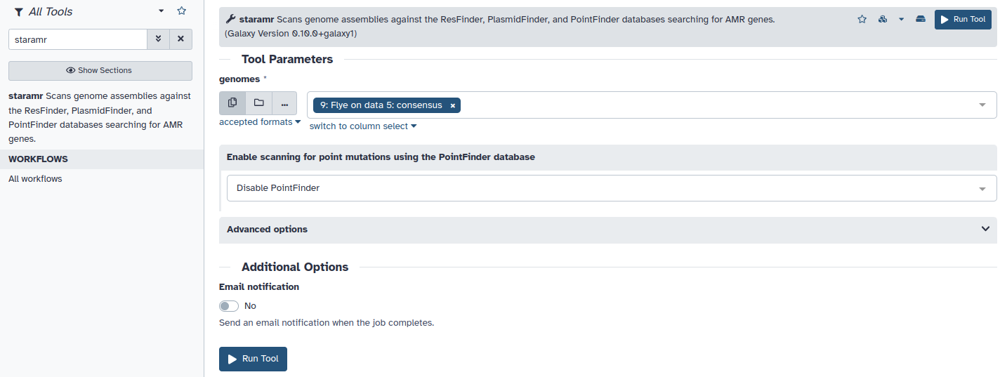 All Tools
staramr
Show Sections
staramr Scans genome assemblies against
the ResFinder, PlasmidFinder, and
PointFinder databases searching for AMR
genes.
WORKFLOWS
All workflows
staramr Scans genome assemblies against the ResFinder, PlasmidFinder, and PointFinder databases searching for AMR genes.
(Galaxy Version 0.10.0+galaxy1)
Run Tool
Tool Parameters
genomes *
...
9: Flye on data 5: consensus ×
accepted formats
switch to column select
Enable scanning for point mutations using the PointFinder database
Disable PointFinder
Advanced options
Additional Options
Email notification
No
Send an email notification when the job completes.
Run Tool